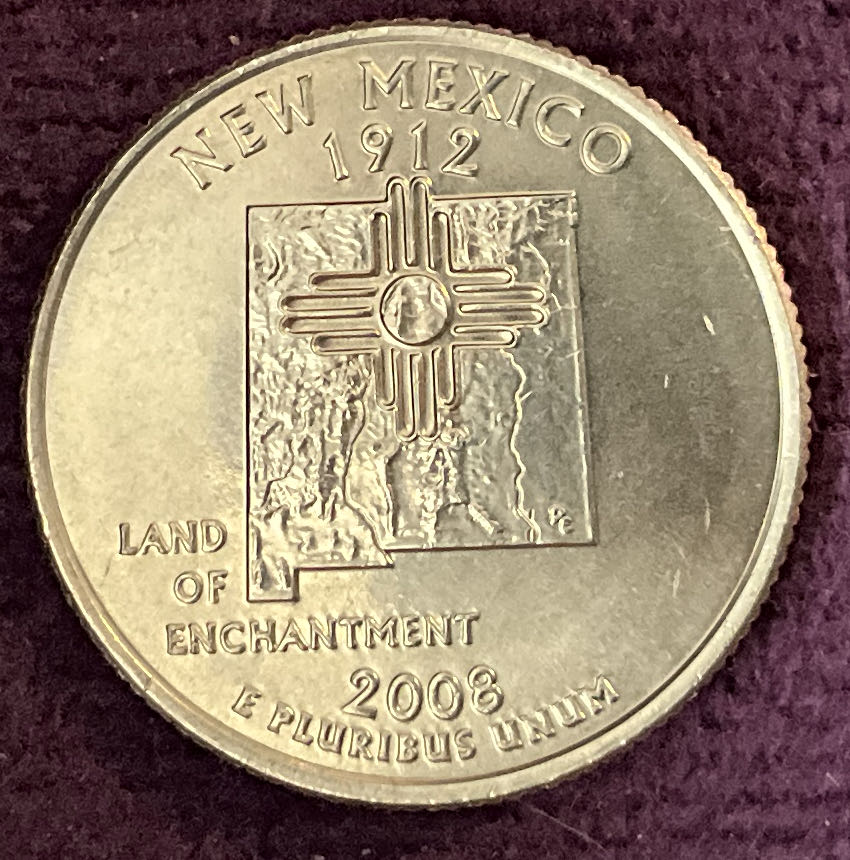 NEW MEXICO
1912
LAND
OF
ENCHANTMENT
2008
E PLURIBUS UNUM